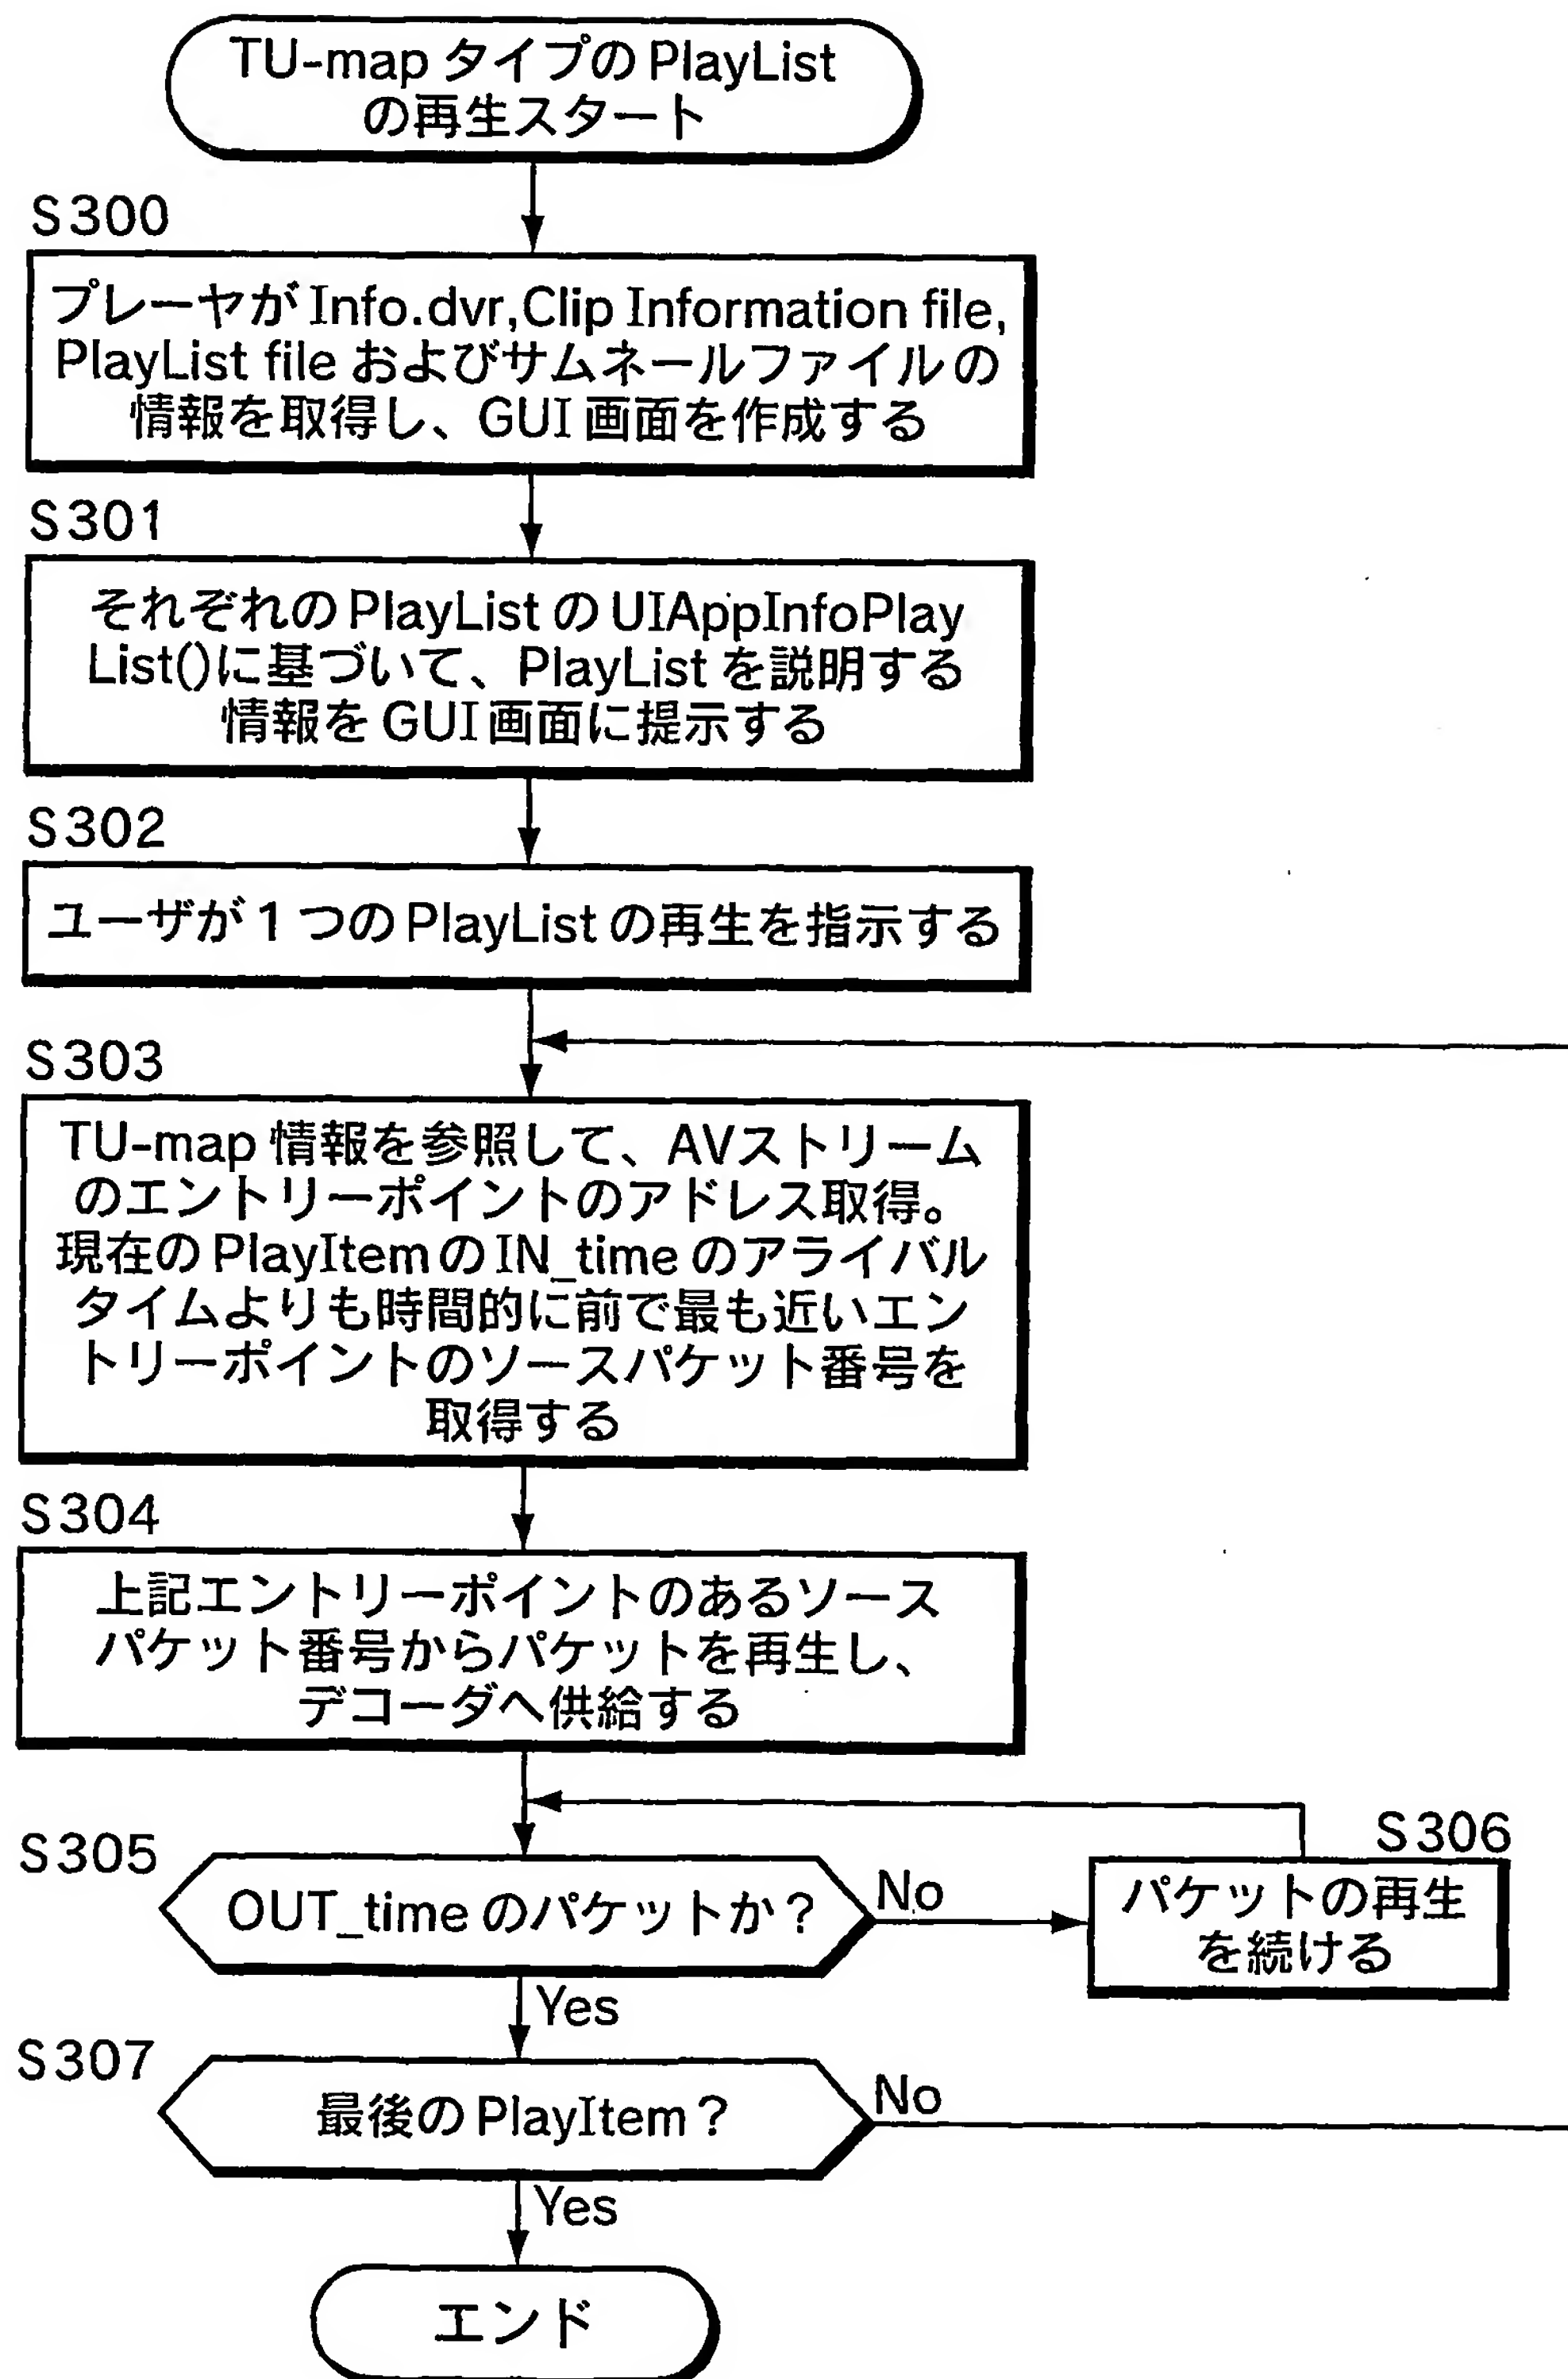 TU-map タイプの PlayList
の再生スタート
S300
プレーヤが Info.dvr,Clip Information file,
PlayList file およびサムネールファイルの
情報を取得し、GUI 画面を作成する
S301
それぞれの PlayList の UIAppInfoPlay
List()に基づいて、PlayList を説明する
情報を GUI 画面に提示する
S302
ユーザが 1 つの PlayList の再生を指示する
S303
TU-map 情報を参照して、AVストリーム
のエントリーポイントのアドレス取得。
現在の PlayItem の IN_time のアライバル
タイムよりも時間的に前で最も近いエン
トリーポイントのソースパケット番号を
取得する
S304
上記エントリーポイントのあるソース
パケット番号からパケットを再生し、
デコーダへ供給する
S305
OUT_time のパケットか?
No
S306
パケットの再生
を続ける
Yes
S307
最後の PlayItem?
No
Yes
エンド